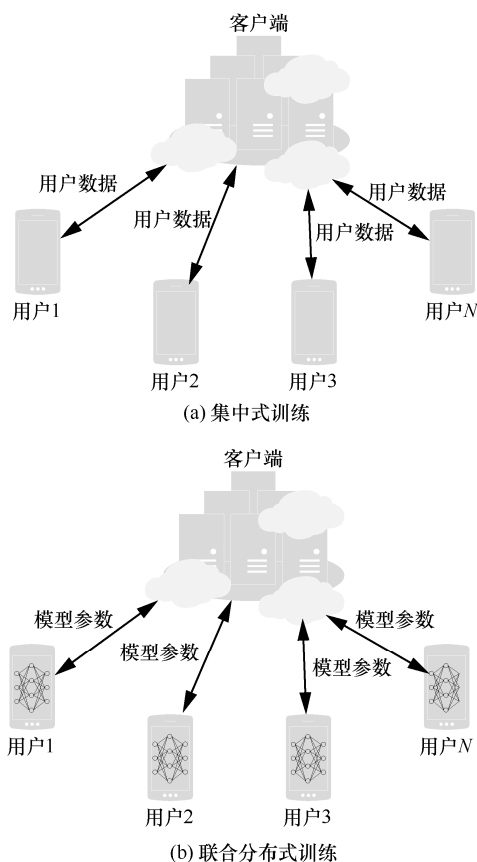 客户端
用户数据
用户数据
用户数据
用户数据
用户1
用户2
用户3
用户N
(a) 集中式训练
客户端
模型参数
模型参数
模型参数
模型参数
用户1
用户2
用户3
用户N
(b) 联合分布式训练